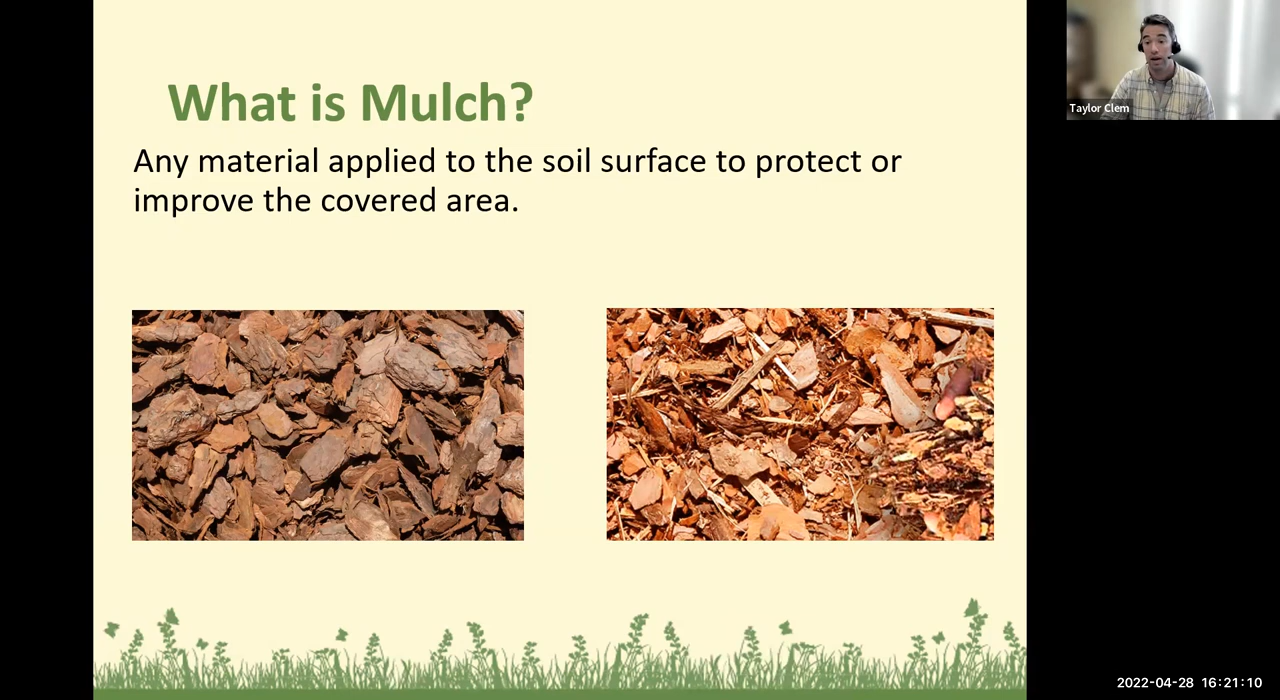 What is Mulch?
Any material applied to the soil surface to protect or
improve the covered area.
Taylor Clem
2022-04-28 16:21:10